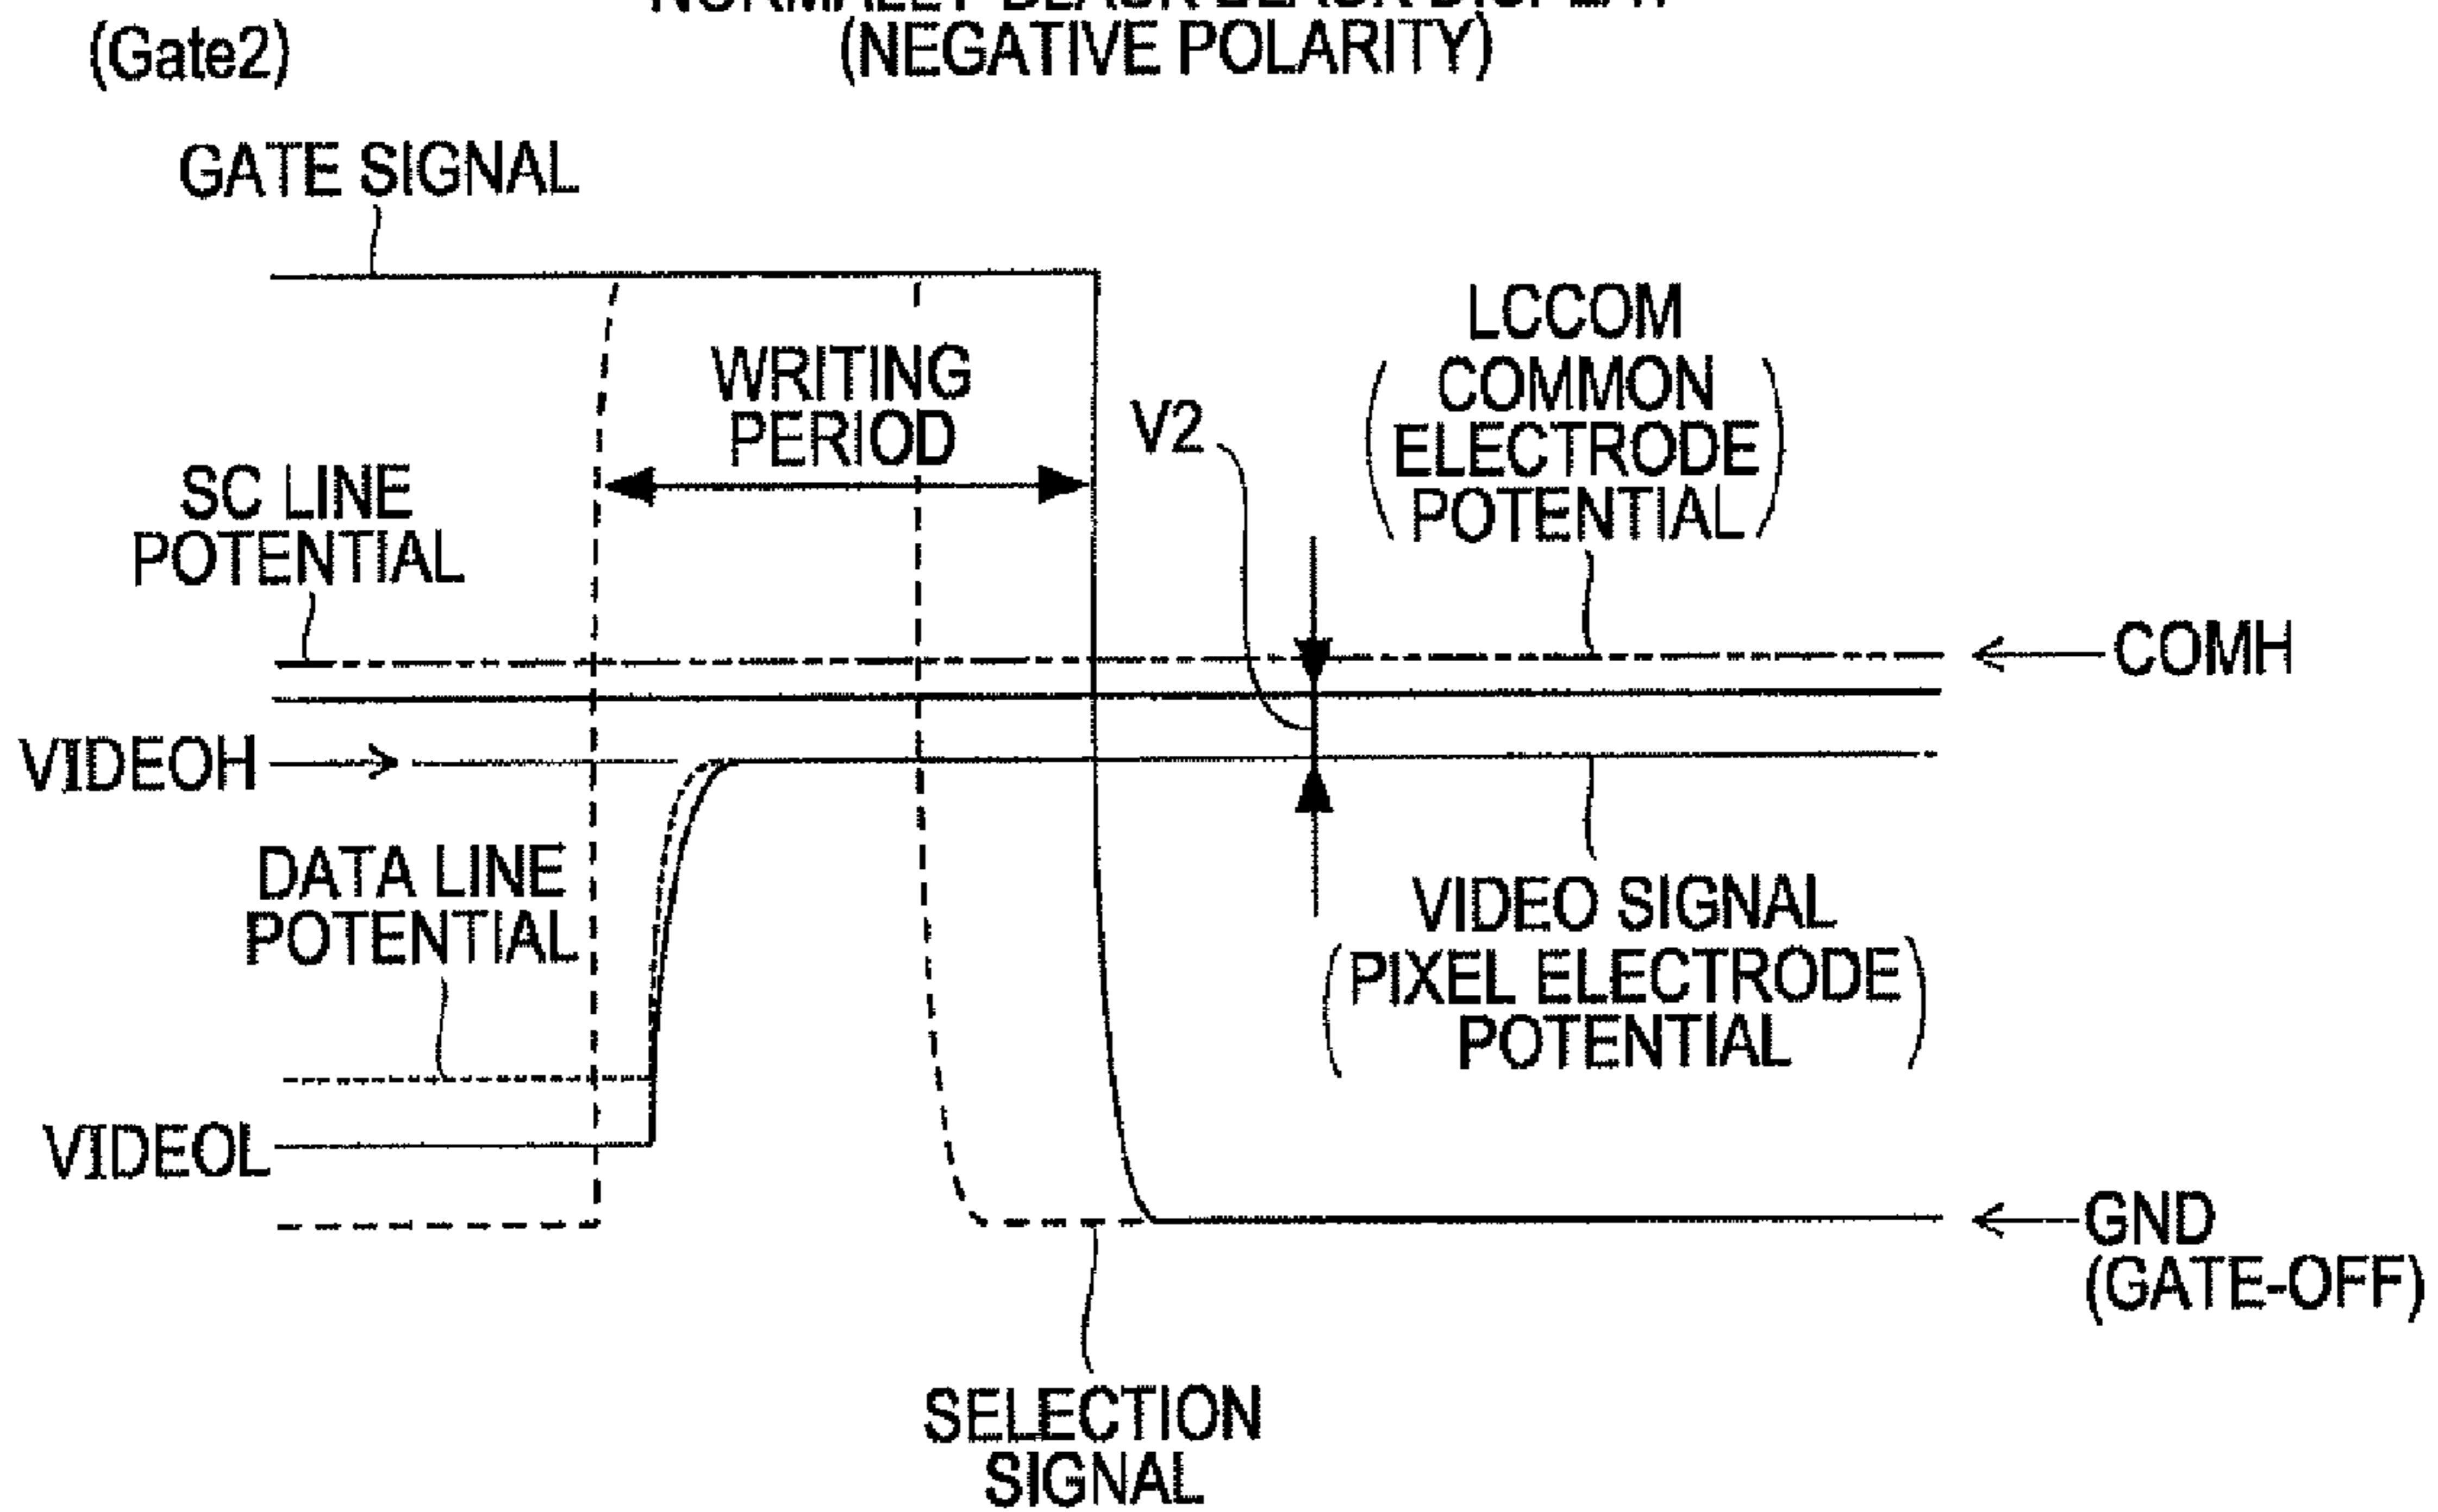 (Gate2)
(NEGATIVE POLARITY)
GATE SIGNAL
WRITING
PERIOD
V2
LCCOM
COMMON
ELECTRODE
POTENTIAL
SC LINE
POTENTIAL
COMH
VIDEOH
DATA LINE
POTENTIAL
VIDEO SIGNAL
(PIXEL ELECTRODE)
POTENTIAL
VIDEOL
GND
(GATE-OFF)
SELECTION
SIGNAL